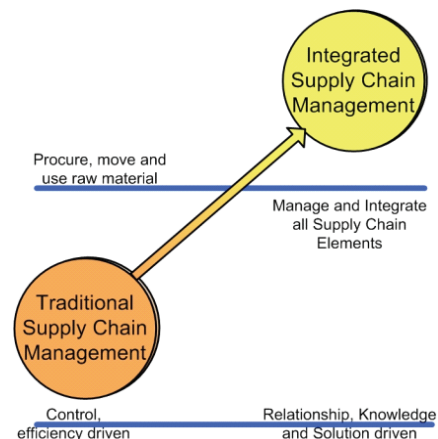 Integrated
Supply Chain
Management
Procure, move and
use raw material
Manage and Integrate
all Supply Chain
Elements
Traditional
Supply Chain
Management
Control,
efficiency driven
Relationship, Knowledge
and Solution driven